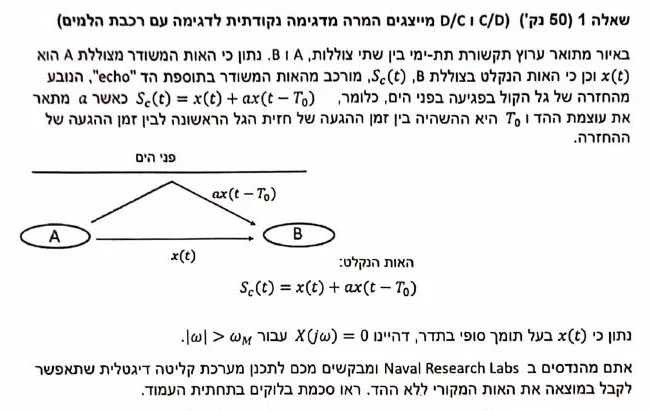 שאלה 1 (50 נק') (C/D ו D/C מייצגים המרה מדגימה נקודתית לדגימה עם רכבת הלמים)
באיור מתואר ערוץ תקשורת תת-ימי בין שתי צוללות, A ו B. נתון כי האות המשודר מצוללת A הוא
x(t) וכן כי האות הנקלט בצוללת B, S_c(t), מורכב מהאות המשודר בתוספת הד "echo", הנובע
מהחזרה של גל הקול בפגיעה בפני הים, כלומר, S_c(t) = x(t) + ax(t − T_0) כאשר a מתאר
את עוצמת ההד ו T_0 היא ההשהיה בין זמן ההגעה של חזית הגל הראשונה לבין זמן ההגעה של
ההחזרה.
פני הים
ax(t − T_0)
A
B
x(t)
האות הנקלט:
S_c(t) = x(t) + ax(t − T_0)
נתון כי x(t) בעל תומך סופי בתדר, דהיינו X(jω) = 0 עבור |ω| > ω_M.
אתם מהנדסים ב Naval Research Labs ומבקשים מכם לתכנן מערכת קליטה דיגטלית שתאפשר
לקבל במוצאה את האות המקורי ללא ההד. ראו סכמת בלוקים בתחתית העמוד.